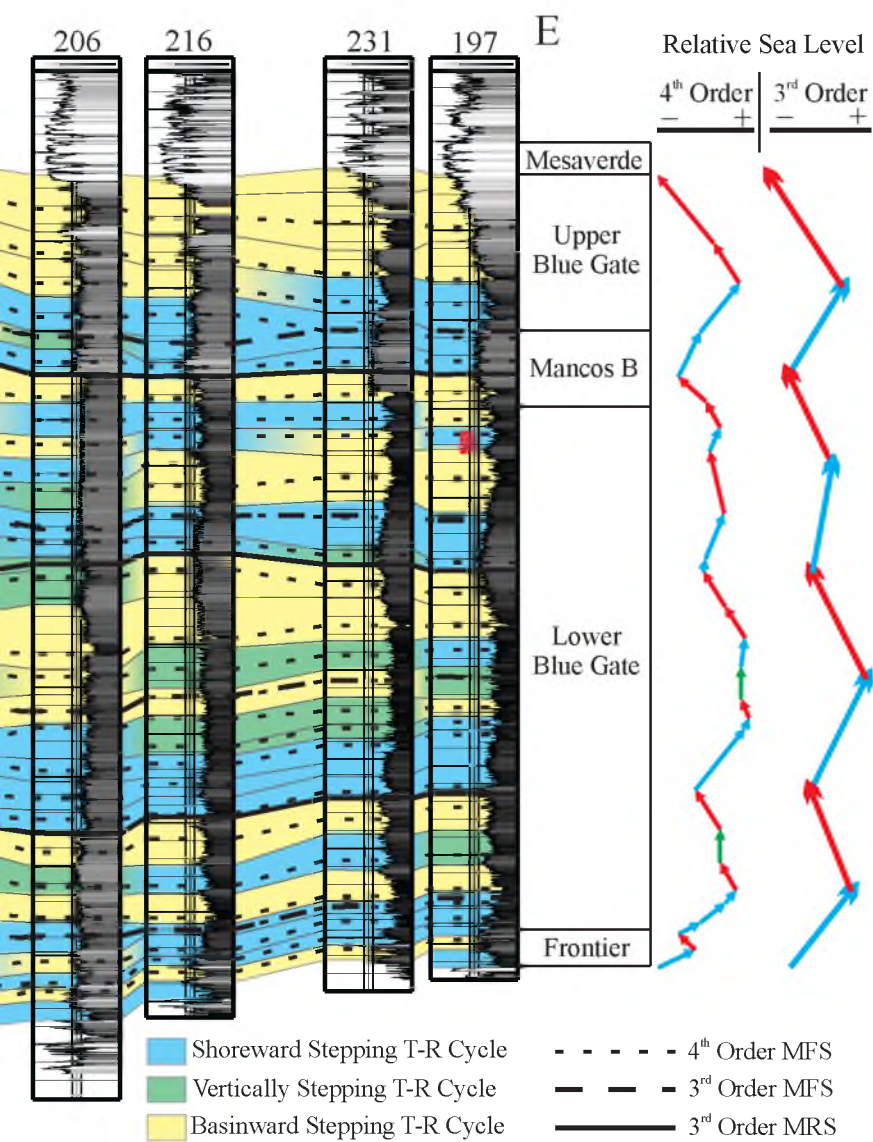 206 216 231 197 E
Relative Sea Level
4th Order 3rd Order
− + − +
Mesaverde
Upper
Blue Gate
Mancos B
Lower
Blue Gate
Frontier
Shoreward Stepping T-R Cycle
Vertically Stepping T-R Cycle
Basinward Stepping T-R Cycle
4th Order MFS
3rd Order MFS
3rd Order MRS